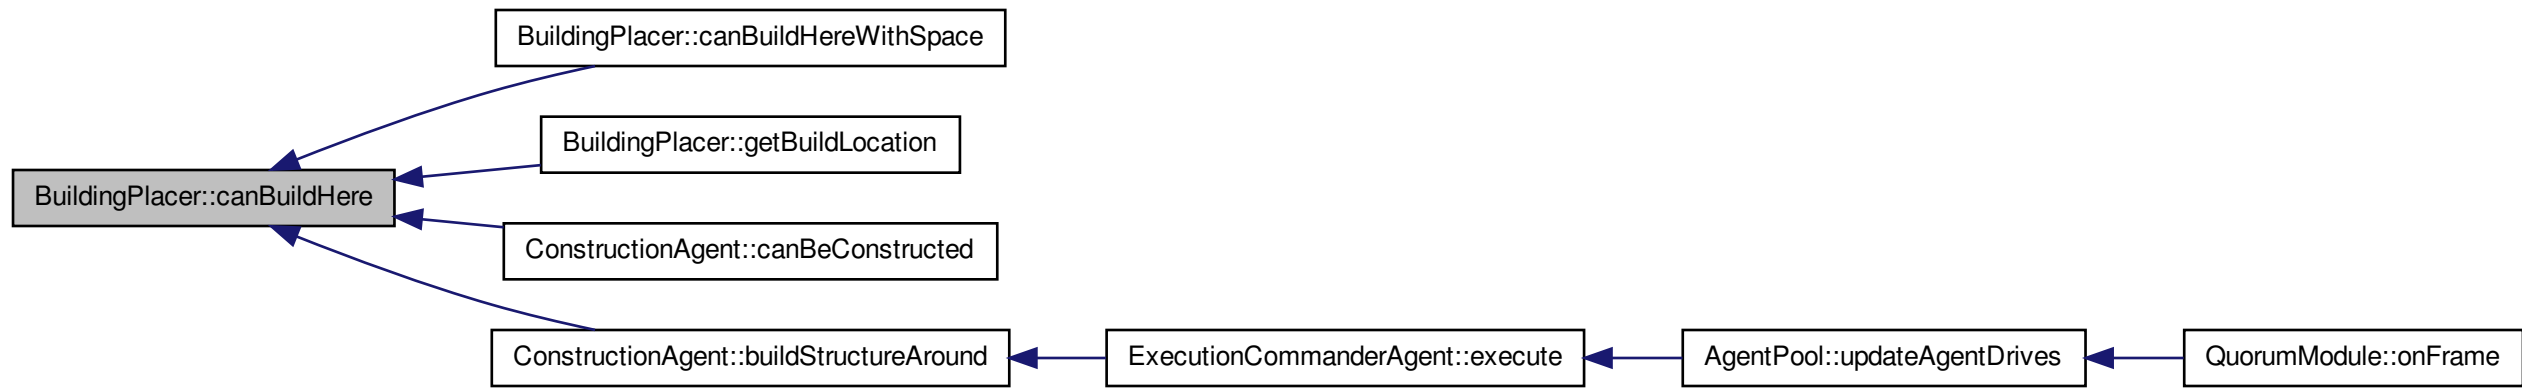 BuildingPlacer::canBuildHereWithSpace
BuildingPlacer::getBuildLocation
BuildingPlacer::canBuildHere
ConstructionAgent::canBeConstructed
ConstructionAgent::buildStructureAround
ExecutionCommanderAgent::execute
AgentPool::updateAgentDrives
QuorumModule::onFrame